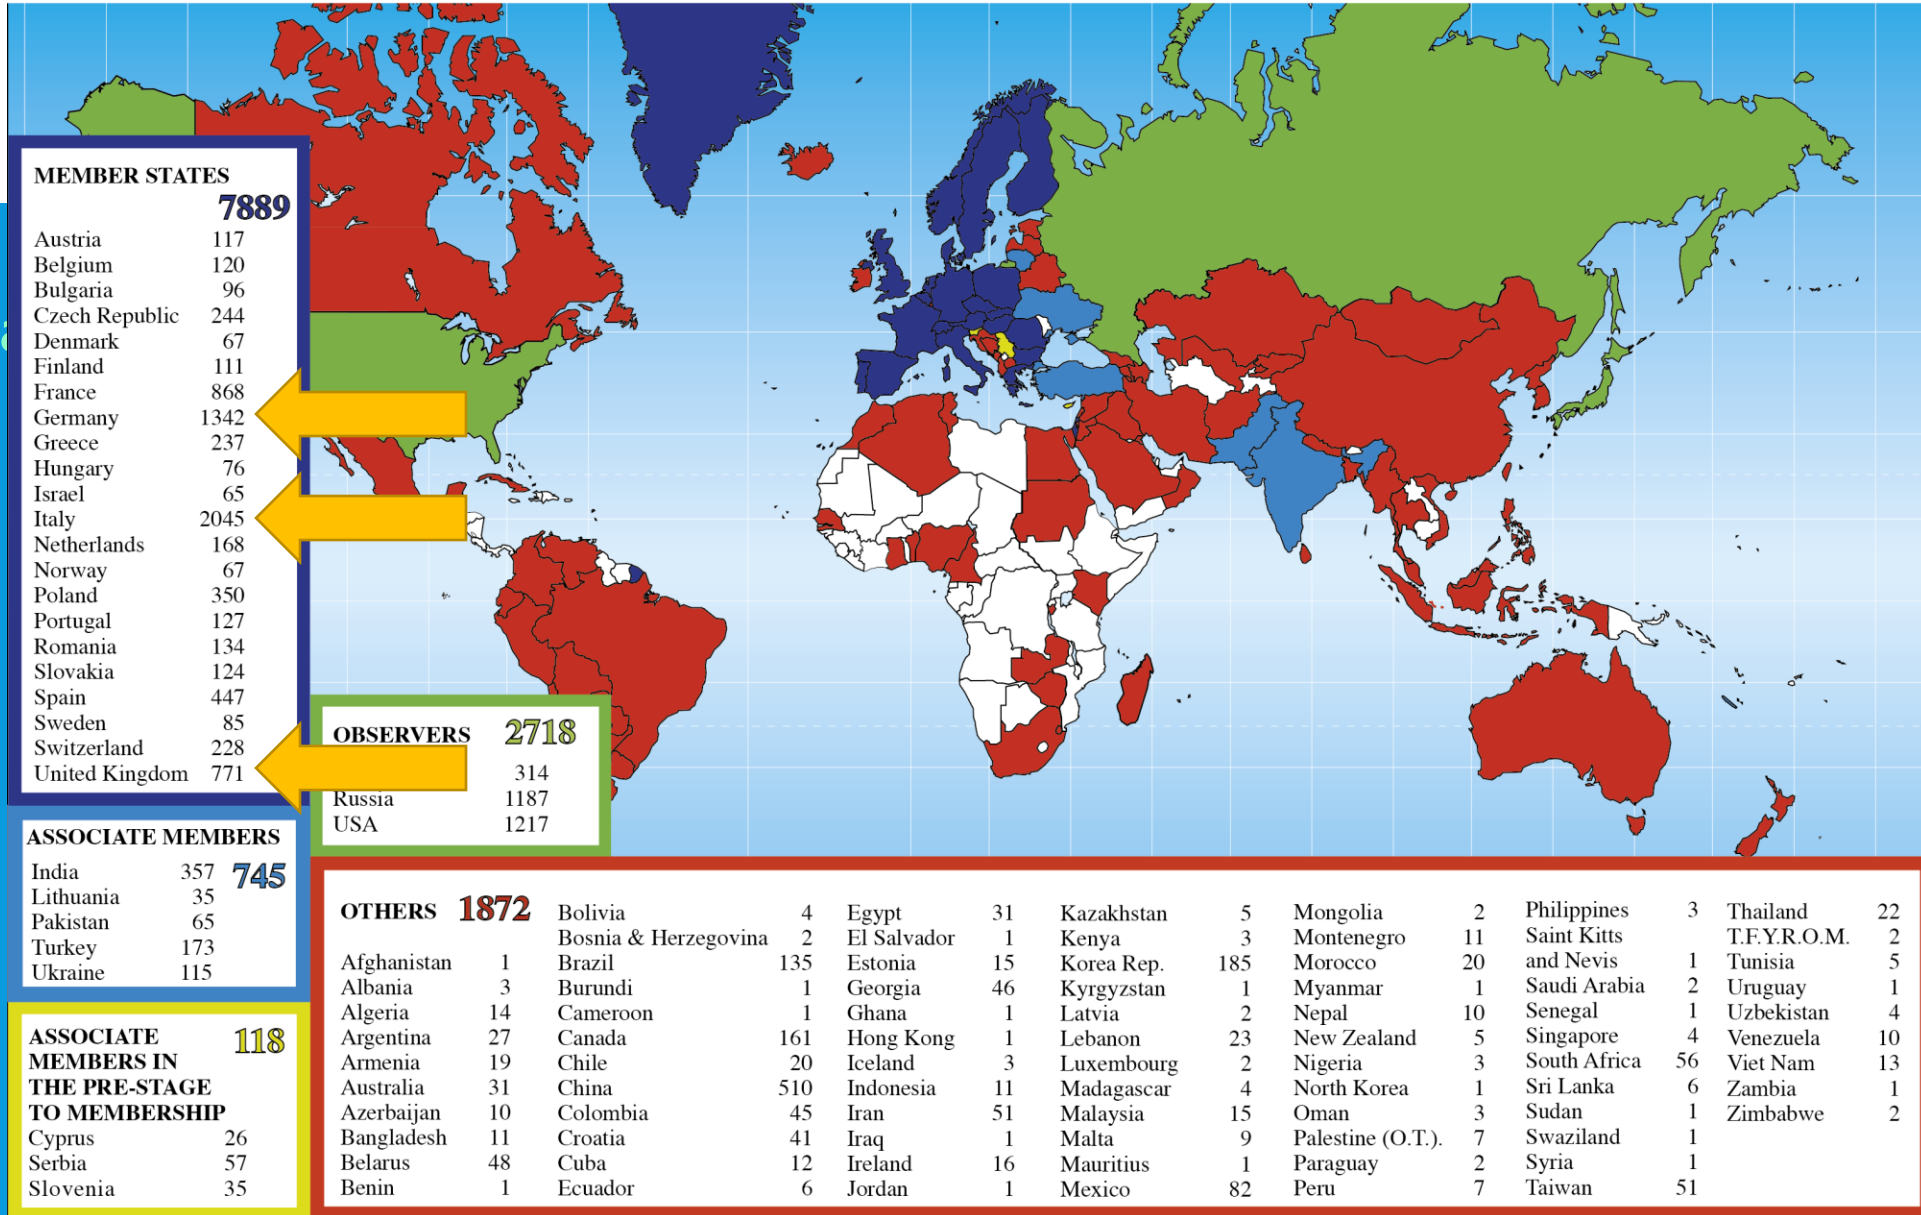 MEMBER STATES
7889
Austria 117
Belgium 120
Bulgaria 96
Czech Republic 244
Denmark 67
Finland 111
France 868
Germany 1342
Greece 237
Hungary 76
Israel 65
Italy 2045
Netherlands 168
Norway 67
Poland 350
Portugal 127
Romania 134
Slovakia 124
Spain 447
Sweden 85
Switzerland 228
United Kingdom 771
ASSOCIATE MEMBERS
745
India 357
Lithuania 35
Pakistan 65
Turkey 173
Ukraine 115
ASSOCIATE 118
MEMBERS IN
THE PRE-STAGE
TO MEMBERSHIP
Cyprus 26
Serbia 57
Slovenia 35
OBSERVERS 2718
314
Russia 1187
USA 1217
OTHERS 1872
Afghanistan 1
Albania 3
Algeria 14
Argentina 27
Armenia 19
Australia 31
Azerbaijan 10
Bangladesh 11
Belarus 48
Benin 1
Bolivia 4
Bosnia & Herzegovina 2
Brazil 135
Burundi 1
Cameroon 1
Canada 161
Chile 20
China 510
Colombia 45
Croatia 41
Cuba 12
Ecuador 6
Egypt 31
El Salvador 1
Estonia 15
Georgia 46
Ghana 1
Hong Kong 1
Iceland 3
Indonesia 11
Iran 51
Iraq 1
Ireland 16
Jordan 1
Kazakhstan 5
Kenya 3
Korea Rep. 185
Kyrgyzstan 1
Latvia 2
Lebanon 23
Luxembourg 2
Madagascar 4
Malaysia 15
Malta 9
Mauritius 1
Mexico 82
Mongolia 2
Montenegro 11
Morocco 20
Myanmar 1
Nepal 10
New Zealand 5
Nigeria 3
North Korea 1
Oman 3
Palestine (O.T.). 7
Paraguay 2
Peru 7
Philippines 3
Saint Kitts
and Nevis 1
Saudi Arabia 2
Senegal 1
Singapore 4
South Africa 56
Sri Lanka 6
Sudan 1
Swaziland 1
Syria 1
Taiwan 51
Thailand 22
T.F.Y.R.O.M. 2
Tunisia 5
Uruguay 1
Uzbekistan 4
Venezuela 10
Viet Nam 13
Zambia 1
Zimbabwe 2